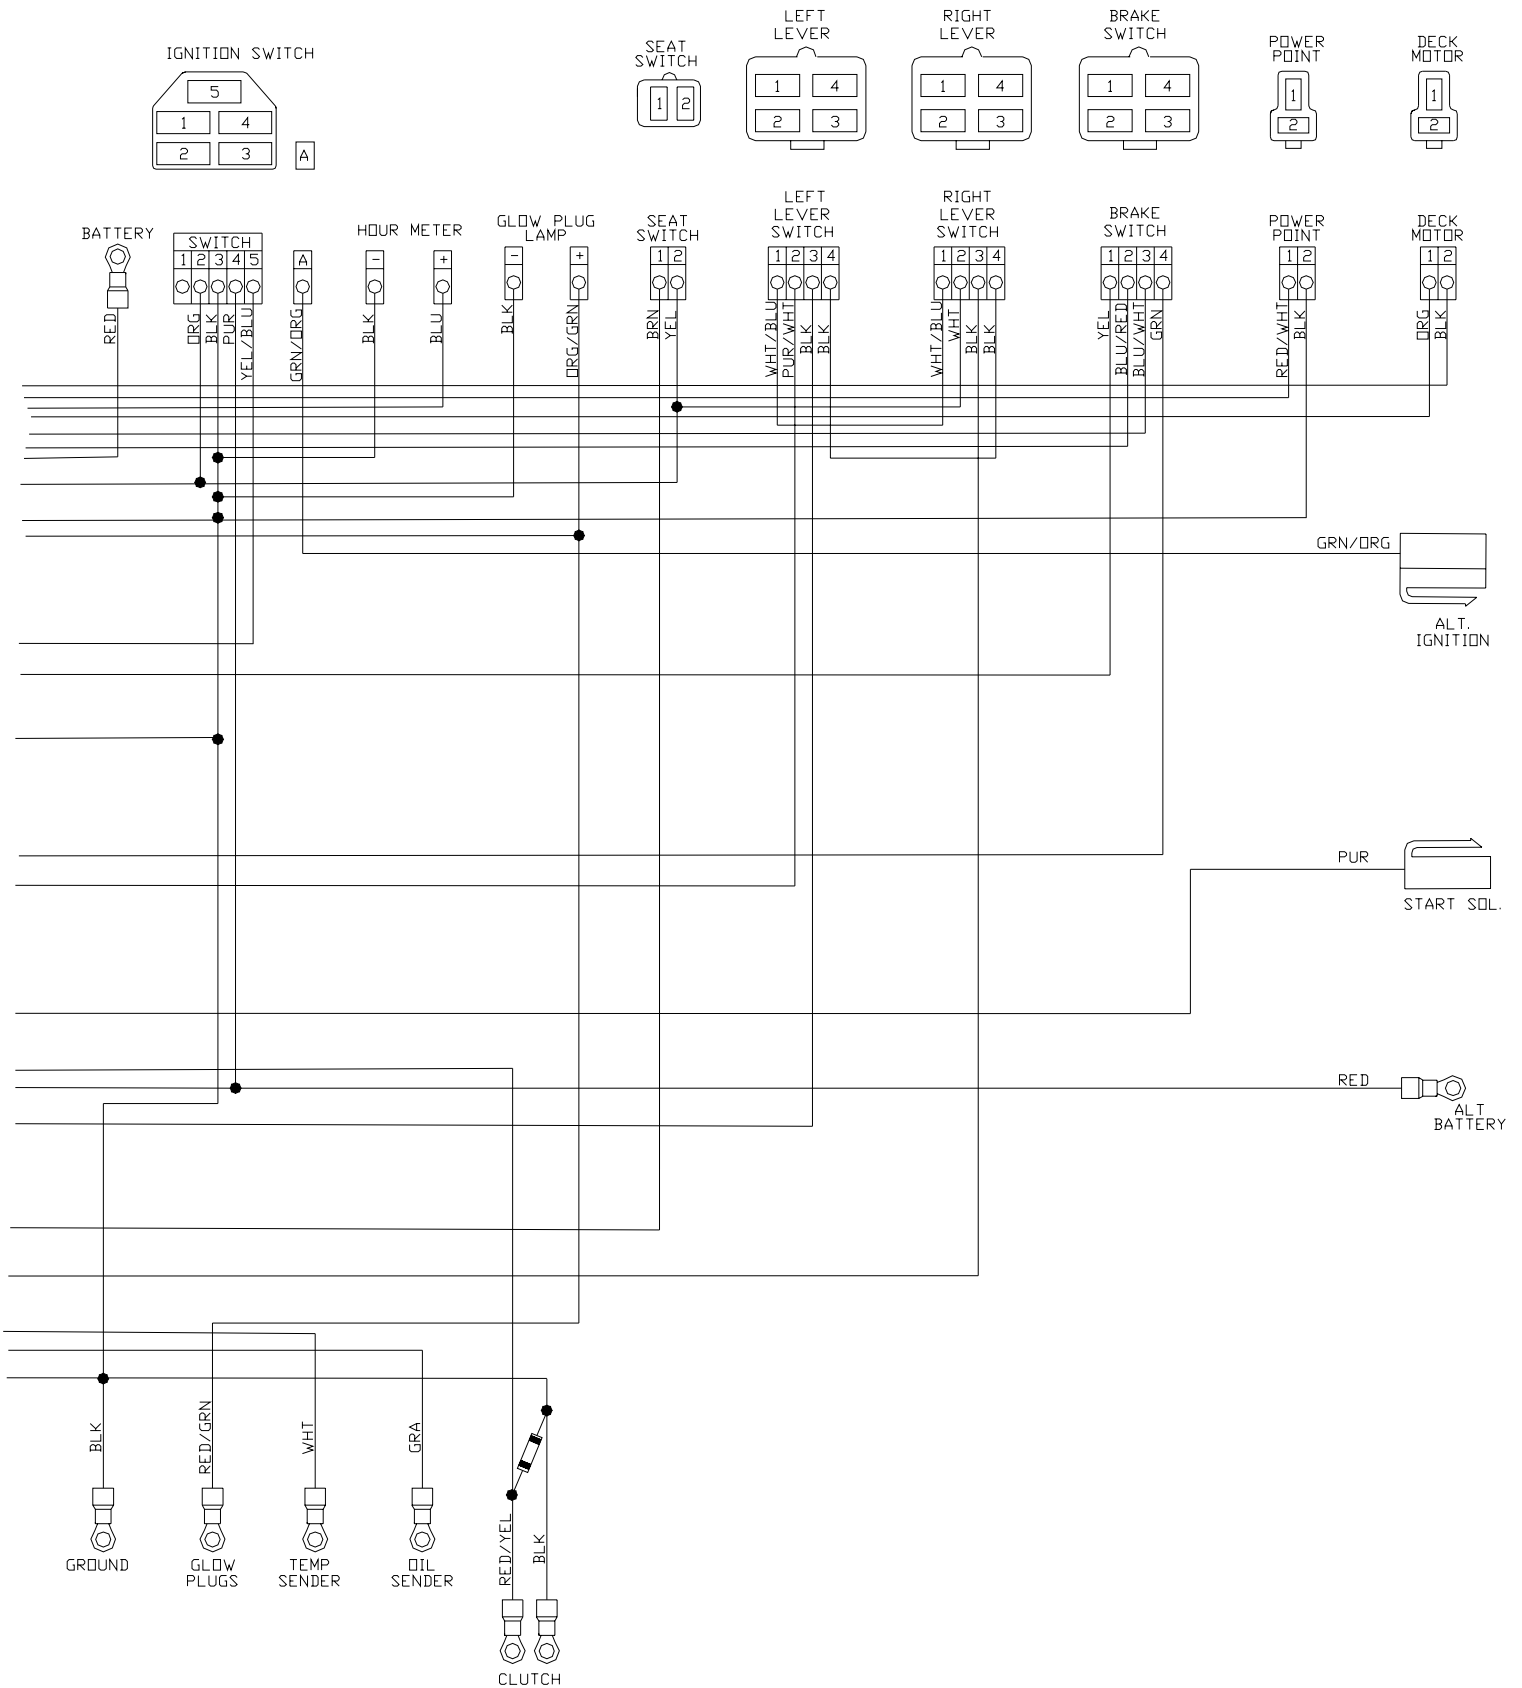 LEFT
LEVER
RIGHT
LEVER
BRAKE
SWITCH
IGNITION SWITCH
SEAT
SWITCH
POWER
POINT
DECK
MOTOR
5
1 4
2 3
A
1 2
1 4
2 3
1 4
2 3
1 4
2 3
1
2
1
2
BATTERY
SWITCH
1 2 3 4 5
A
HOUR METER
- +
GLOW PLUG
LAMP
- +
SEAT
SWITCH
1 2
LEFT
LEVER
SWITCH
1 2 3 4
RIGHT
LEVER
SWITCH
1 2 3 4
BRAKE
SWITCH
1 2 3 4
POWER
POINT
1 2
DECK
MOTOR
1 2
RED
ORG
BLK
PUR
YEL/BLU
GRN/ORG
BLK
BLU
BLK
ORG/GRN
BRN
YEL
WHT/BLU
PUR/WHT
BLK
BLK
WHT/BLU
WHT
BLK
BLK
YEL
BLU/RED
BLU/WHT
GRN
RED/WHT
BLK
ORG
BLK
GRN/ORG
ALT.
IGNITION
PUR
START SOL.
RED
ALT
BATTERY
BLK
RED/GRN
WHT
GRA
RED/YEL
BLK
GROUND
GLOW
PLUGS
TEMP
SENDER
OIL
SENDER
CLUTCH